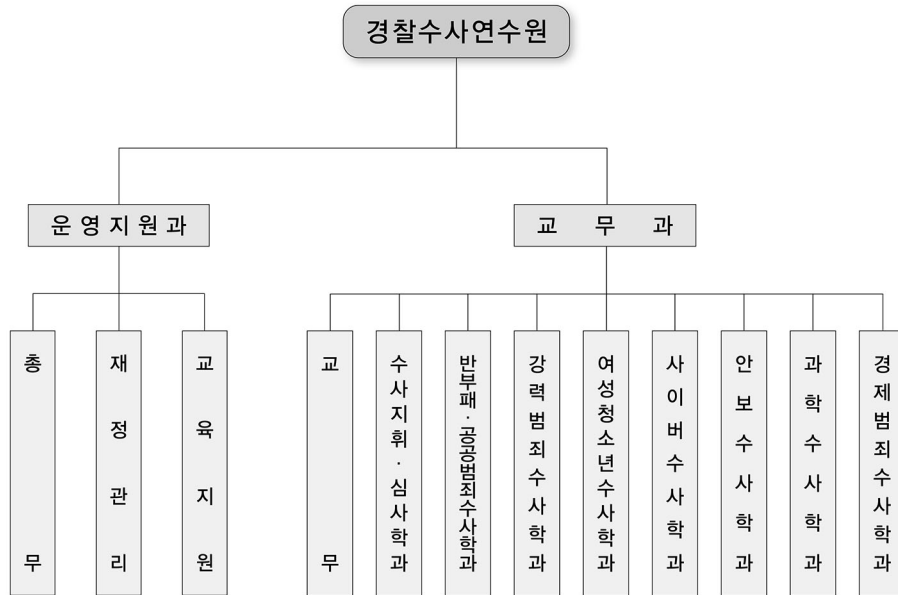 경찰수사연수원
운영지원과
교무과
총무
재정관리
교육지원
교무
수사지휘·심사학과
반부패·공공범죄수사학과
강력범죄수사학과
여성청소년수사학과
사이버수사학과
안보수사학과
과학수사학과
경제범죄수사학과